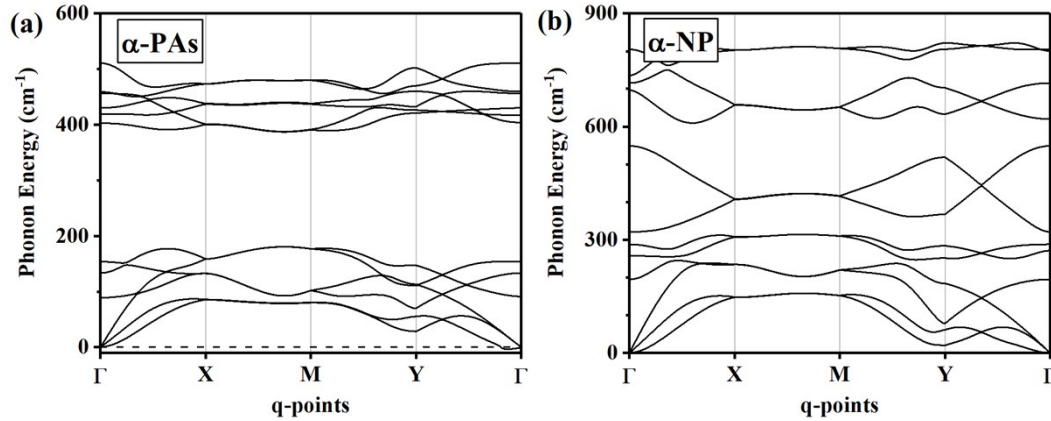 (a)
α-PAs
Phonon Energy (cm-1)
600
400
200
0
Γ X M Y Γ
q-points
(b)
α-NP
Phonon Energy (cm-1)
900
600
300
0
Γ X M Y Γ
q-points